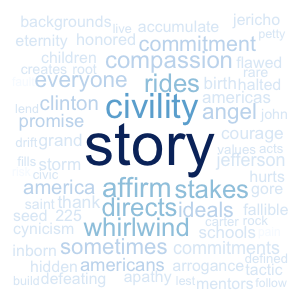 backgrounds live accumulate jericho
petty
eternity honored commitment
children compassion flawed
creates root rare
everyone rides birth halted
clinton civility angel americas
lend promise john
drift grand story courage
values acts
fills storm jefferson
civic hurts
america affirm stakes gore
saint thank directs ideals fallible
seed 225 carter rock
cynicism whirlwind schools
inborn sometimes commitments
hidden americans arrogance defined
tactic
build defeating apathy lest mentors follow